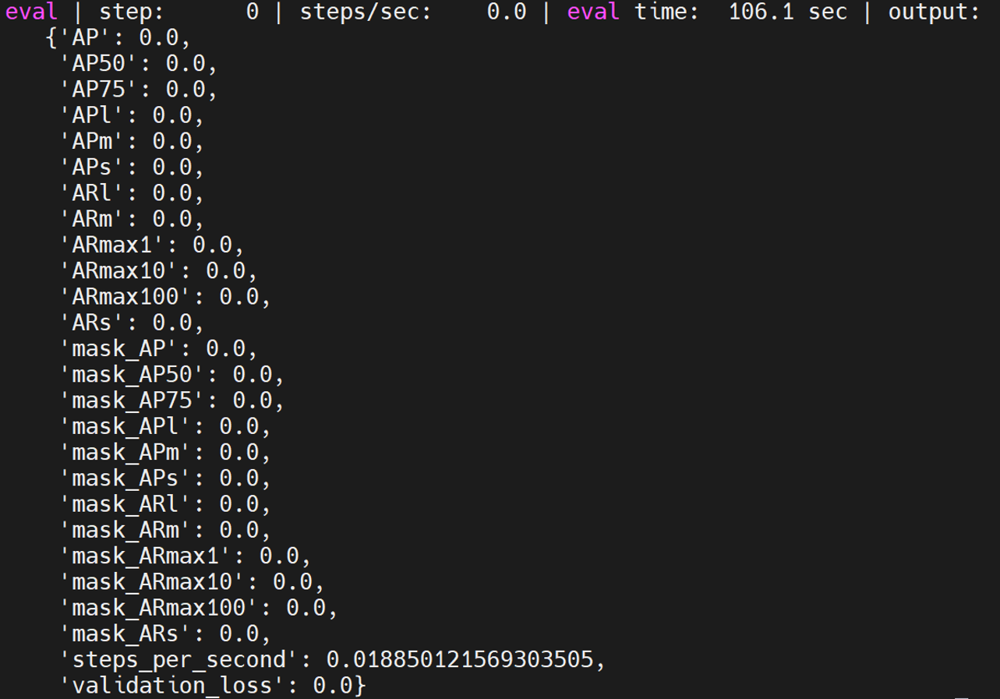 eval | step:      0 | steps/sec:    0.0 | eval time:  106.1 sec | output:
{'AP': 0.0,
'AP50': 0.0,
'AP75': 0.0,
'APl': 0.0,
'APm': 0.0,
'APs': 0.0,
'ARl': 0.0,
'ARm': 0.0,
'ARmax1': 0.0,
'ARmax10': 0.0,
'ARmax100': 0.0,
'ARs': 0.0,
'mask_AP': 0.0,
'mask_AP50': 0.0,
'mask_AP75': 0.0,
'mask_APl': 0.0,
'mask_APm': 0.0,
'mask_APs': 0.0,
'mask_ARl': 0.0,
'mask_ARm': 0.0,
'mask_ARmax1': 0.0,
'mask_ARmax10': 0.0,
'mask_ARmax100': 0.0,
'mask_ARs': 0.0,
'steps_per_second': 0.018850121569303505,
'validation_loss': 0.0}